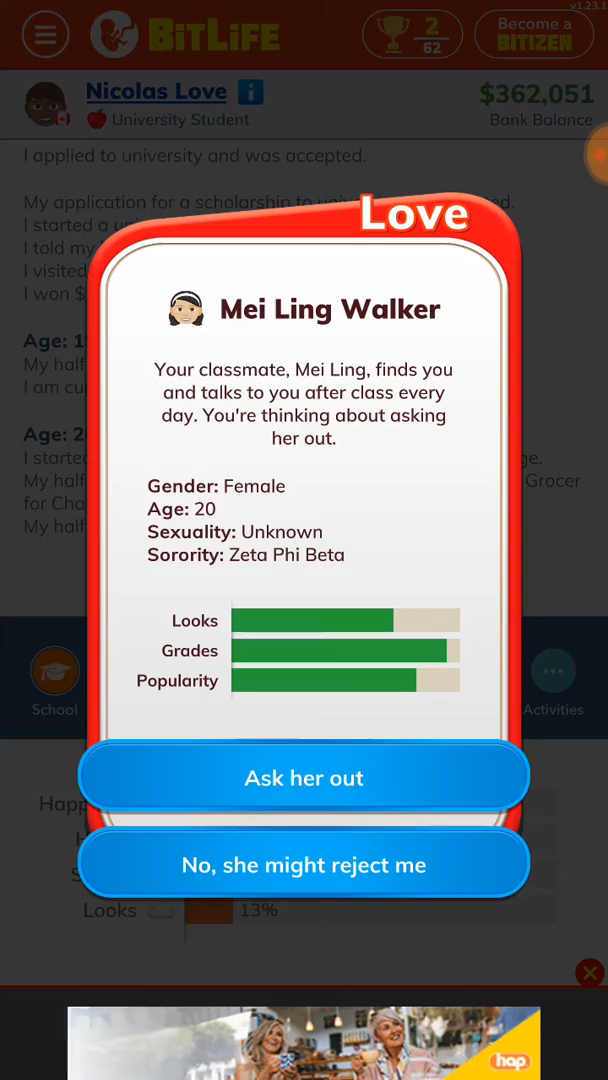 v1.23.1
BitLife
2
62
Become a
BITIZEN
Nicolas Love
i
$362,051
University Student
Bank Balance
I applied to university and was accepted.
My application for a scholarship to
I started a
I told my
I visited
I won $
Love
Mei Ling Walker
Your classmate, Mei Ling, finds you
and talks to you after class every
day. You're thinking about asking
her out.
Age: 1
My half
I am
Age: 2
I starte
ge.
My half
Grocer
for Cha
My half
Gender: Female
Age: 20
Sexuality: Unknown
Sorority: Zeta Phi Beta
Looks
Grades
Popularity
School
Activities
Ask her out
Happ
No, she might reject me
Looks
13%
hap